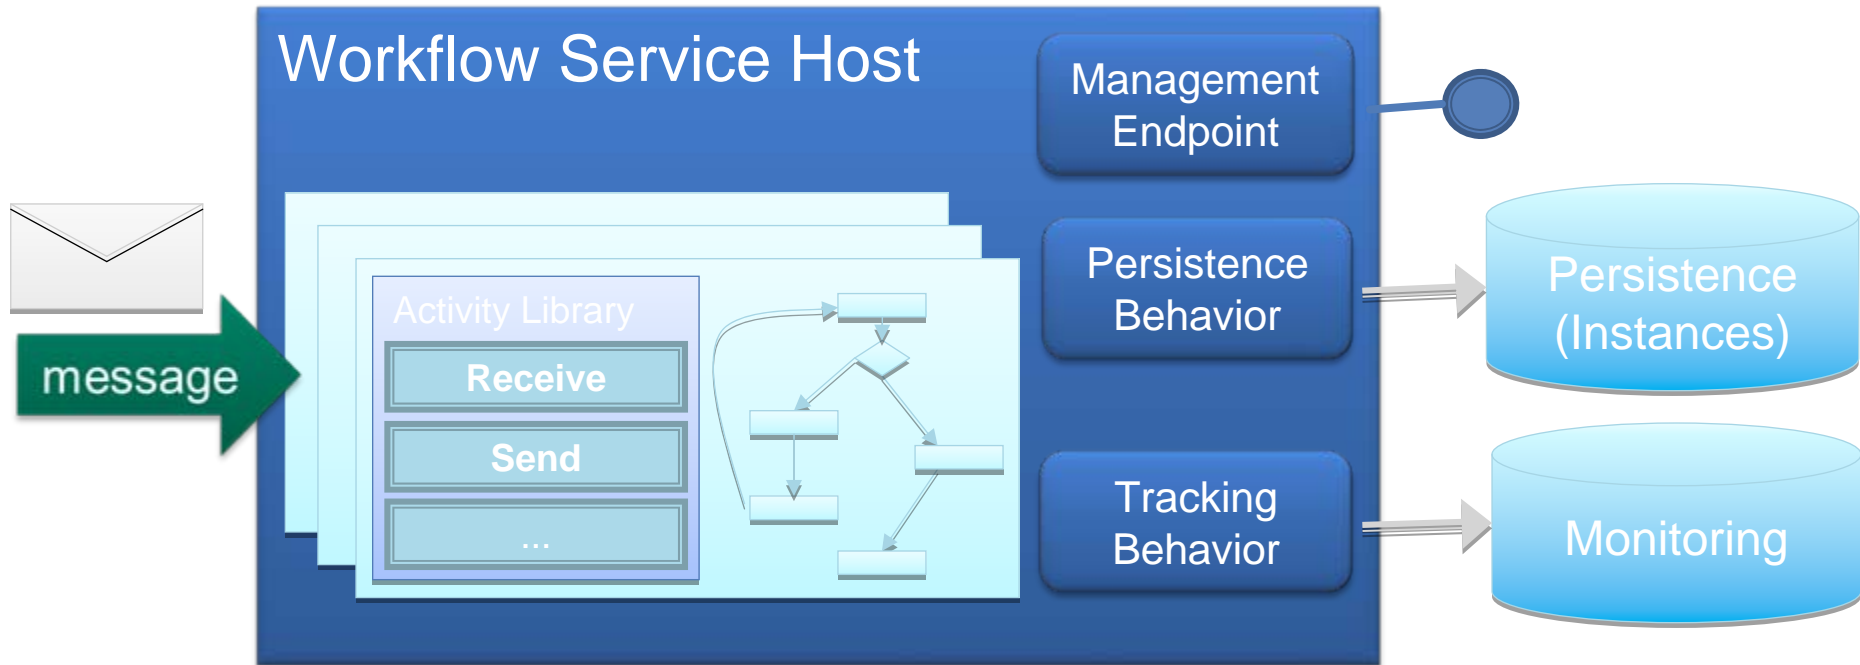 Workflow Service Host
Management
Endpoint
message
Activity Library
Receive
Send
...
Persistence
Behavior
Tracking
Behavior
Persistence
(Instances)
Monitoring